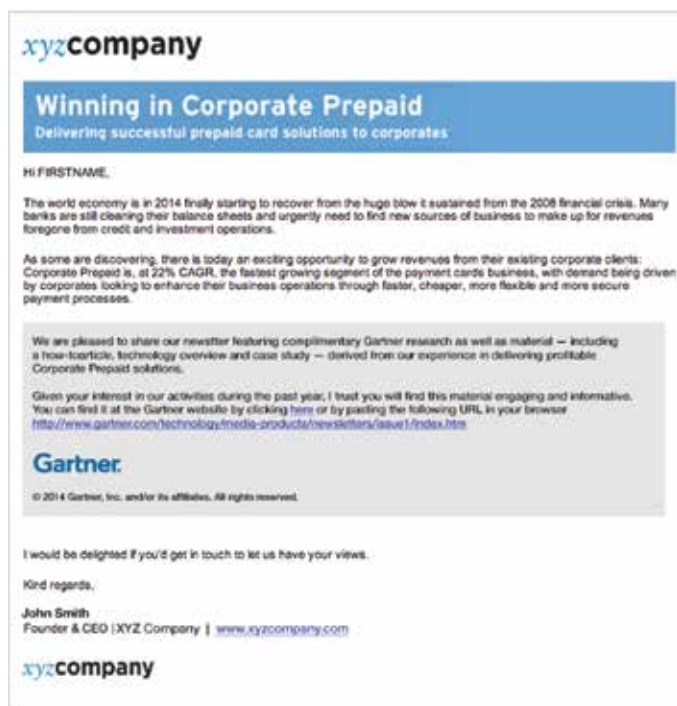 xyzcompany
Winning in Corporate Prepaid
Delivering successful prepaid card solutions to corporates
Hi FIRSTNAME,
The world economy is in 2014 finally starting to recover from the huge blow it sustained from the 2008 financial crisis. Many
banks are still cleaning their balance sheets and urgently need to find new sources of business to make up for revenues
foregone from credit and investment operations.
As some are discovering, there is today an exciting opportunity to grow revenues from their existing corporate clients:
Corporate Prepaid is, at 22% CAGR, the fastest growing segment of the payment cards business, with demand being driven
by corporates looking to enhance their business operations through faster, cheaper, more flexible and more secure
payment processes.
We are pleased to share our newsltter featuring complimentary Gartner research as well as material — including
a how-toarticle, technology overview and case study — derived from our experience in delivering profitable
Corporate Prepaid solutions.
Given your interest in our activities during the past year, I trust you will find this material engaging and informative.
You can find it at the Gartner website by clicking here or by pasting the following URL in your browser
http://www.gartner.com/technology/media-products/newsletters/issue1/index.htm
Gartner.
© 2014 Gartner, Inc. and/or its affiliates. All rights reserved.
I would be delighted if you'd get in touch to let us have your views.
Kind regards,
John Smith
Founder & CEO | XYZ Company | www.xyzcompany.com
xyzcompany